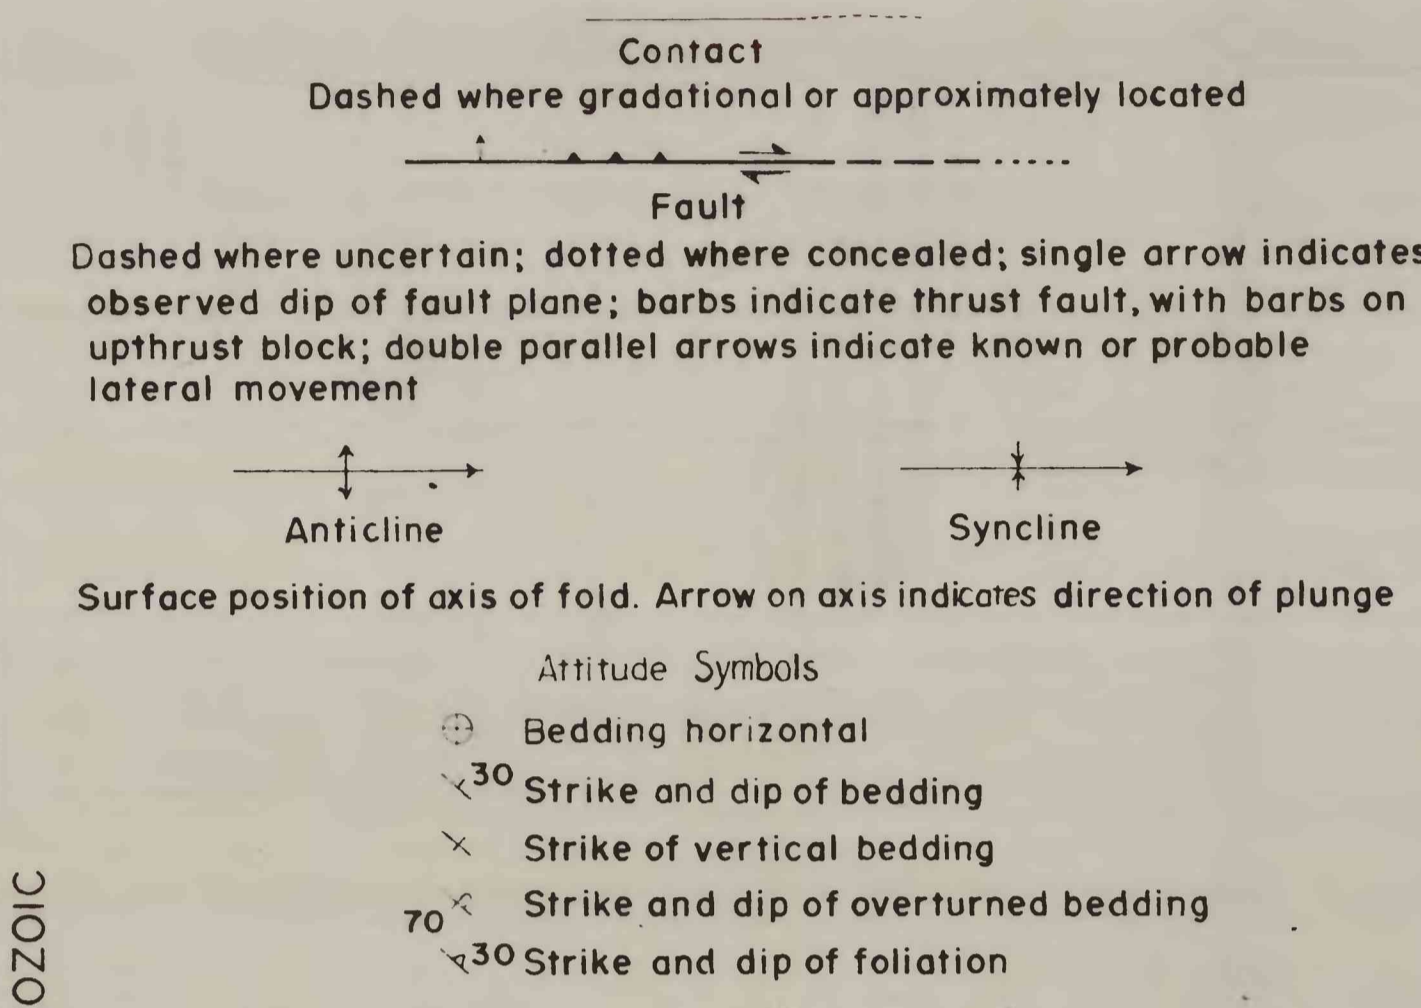 Contact
Dashed where gradational or approximately located
Fault
Dashed where uncertain; dotted where concealed; single arrow indicates
observed dip of fault plane; barbs indicate thrust fault, with barbs on
upthrust block; double parallel arrows indicate known or probable
lateral movement
Anticline
Syncline
Surface position of axis of fold. Arrow on axis indicates direction of plunge
Attitude Symbols
Bedding horizontal
30 Strike and dip of bedding
Strike of vertical bedding
70 Strike and dip of overturned bedding
30 Strike and dip of foliation
OZOIC